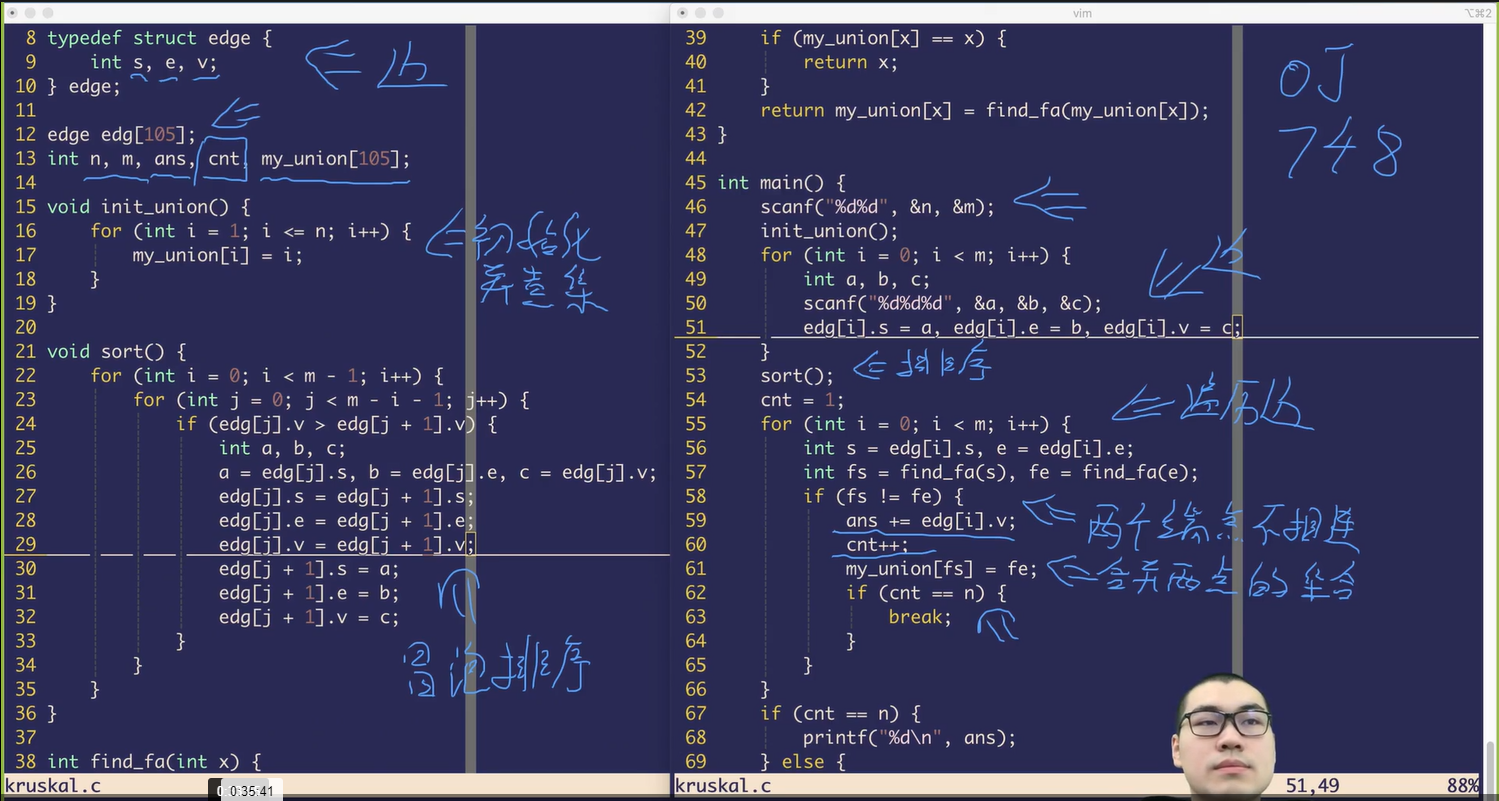 vim
⌥⌘2
8 typedef struct edge {
9     int s, e, v;
10 } edge;
11
12 edge edg[105];
13 int n, m, ans, cnt, my_union[105];
14
15 void init_union() {
16     for (int i = 1; i <= n; i++) {
17         my_union[i] = i;
18     }
19 }
20
21 void sort() {
22     for (int i = 0; i < m - 1; i++) {
23         for (int j = 0; j < m - i - 1; j++) {
24             if (edg[j].v > edg[j + 1].v) {
25                 int a, b, c;
26                 a = edg[j].s, b = edg[j].e, c = edg[j].v;
27                 edg[j].s = edg[j + 1].s;
28                 edg[j].e = edg[j + 1].e;
29                 edg[j].v = edg[j + 1].v;
30                 edg[j + 1].s = a;
31                 edg[j + 1].e = b;
32                 edg[j + 1].v = c;
33             }
34         }
35     }
36 }
37
38 int find_fa(int x) {
kruskal.c
0:35:41
边
初始化
并查集
冒泡排序
39     if (my_union[x] == x) {
40         return x;
41     }
42     return my_union[x] = find_fa(my_union[x]);
43 }
44
45 int main() {
46     scanf("%d%d", &n, &m);
47     init_union();
48     for (int i = 0; i < m; i++) {
49         int a, b, c;
50         scanf("%d%d%d", &a, &b, &c);
51         edg[i].s = a, edg[i].e = b, edg[i].v = c;
52     }
53     sort();
54     cnt = 1;
55     for (int i = 0; i < m; i++) {
56         int s = edg[i].s, e = edg[i].e;
57         int fs = find_fa(s), fe = find_fa(e);
58         if (fs != fe) {
59             ans += edg[i].v;
60             cnt++;
61             my_union[fs] = fe;
62             if (cnt == n) {
63                 break;
64             }
65         }
66     }
67     if (cnt == n) {
68         printf("%d\n", ans);
69     } else {
kruskal.c
51,49
88%
OJ
748
边
排序
遍历边
两个端点不相连
合并两点的集合